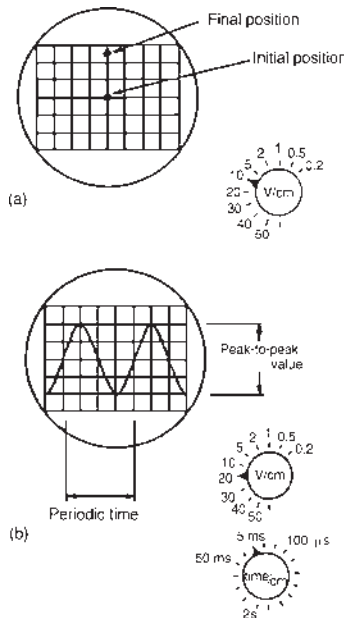 Final position
Initial position
1
2
0.5
5
0.2
10
V/cm
20
30
40
50
(a)
Peak-to-peak
value
1
2
0.5
5
0.2
10
V/cm
20
30
40
50
Periodic time
(b)
5 ms
100 μs
50 ms
time/cm
2s